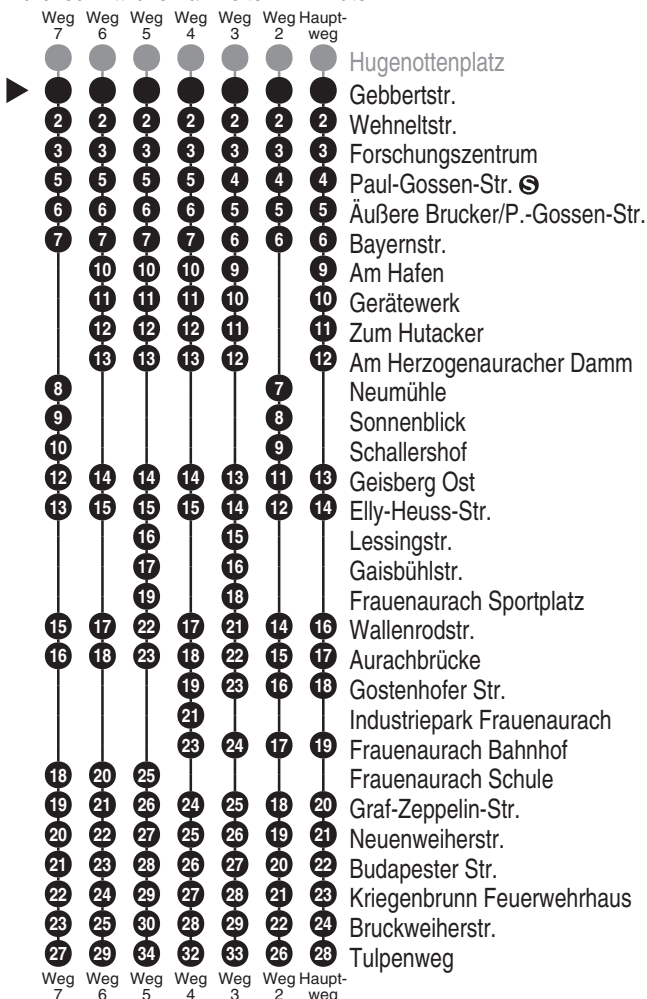 Weg Weg Weg Weg Weg Weg Haupt-
7 6 5 4 3 2 weg
Hugenottenplatz
Gebbertstr.
2 2 2 2 2 2 2 Wehneltstr.
3 3 3 3 3 3 3 Forschungszentrum
5 5 5 5 4 4 4 Paul-Gossen-Str. S
6 6 6 6 5 5 5 Äußere Brucker/P.-Gossen-Str.
7 7 7 7 6 6 6 Bayernstr.
10 10 10 9 9 Am Hafen
11 11 11 10 10 Gerätewerk
12 12 12 11 11 Zum Hutacker
13 13 13 12 12 Am Herzogenauracher Damm
8 7 Neumühle
9 8 Sonnenblick
10 9 Schallershof
12 14 14 14 13 11 13 Geisberg Ost
13 15 15 15 14 12 14 Elly-Heuss-Str.
16 15 Lessingstr.
17 16 Gaisbühlstr.
19 18 Frauenaurach Sportplatz
15 17 22 17 21 14 16 Wallenrodstr.
16 18 23 18 22 15 17 Aurachbrücke
19 23 16 18 Gostenhofer Str.
21 Industriepark Frauenaurach
23 24 17 19 Frauenaurach Bahnhof
18 20 25 Frauenaurach Schule
19 21 26 24 25 18 20 Graf-Zeppelin-Str.
20 22 27 25 26 19 21 Neuenweiherstr.
21 23 28 26 27 20 22 Budapester Str.
22 24 29 27 28 21 23 Kriegenbrunn Feuerwehrhaus
23 25 30 28 29 22 24 Bruckweiherstr.
27 29 34 32 33 26 28 Tulpenweg
Weg Weg Weg Weg Weg Weg Haupt-
7 6 5 4 3 2 weg